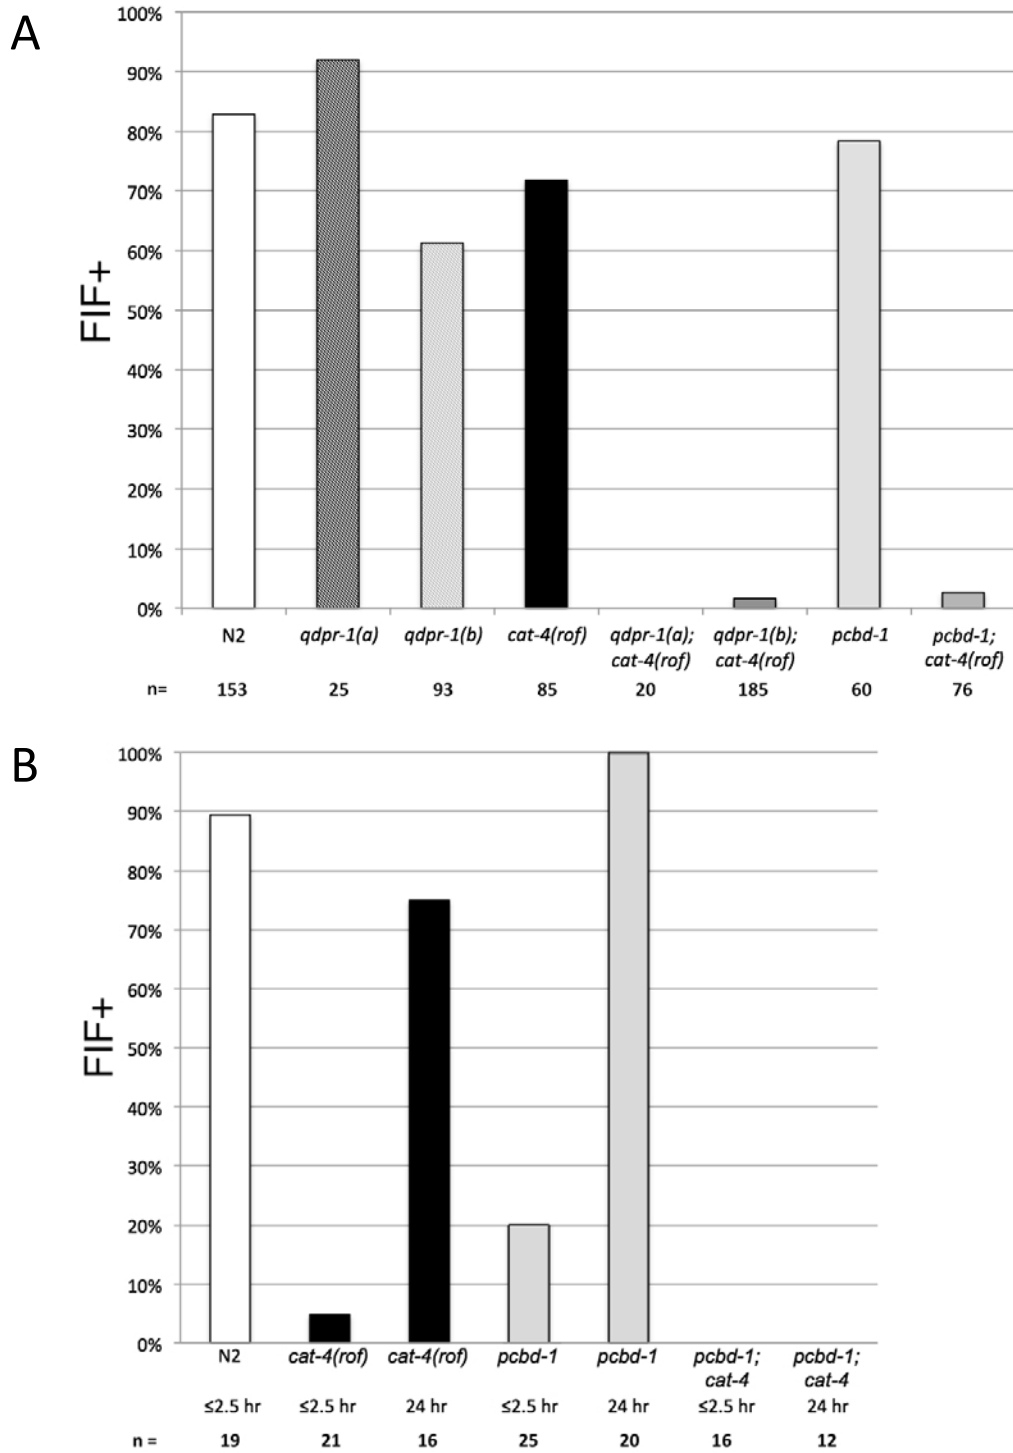 A
100%
90%
80%
70%
60%
50%
40%
30%
20%
10%
0%
FIF+
N2 qdpr-1(a) qdpr-1(b) cat-4(rof) qdpr-1(a); qdpr-1(b); pcbd-1 pcbd-1;
cat-4(rof) cat-4(rof) cat-4(rof)
n= 153 25 93 85 20 185 60 76
B
100%
90%
80%
70%
60%
50%
40%
30%
20%
10%
0%
FIF+
N2 cat-4(rof) cat-4(rof) pcbd-1 pcbd-1 pcbd-1; pcbd-1;
cat-4 cat-4
≤2.5 hr ≤2.5 hr 24 hr ≤2.5 hr 24 hr ≤2.5 hr 24 hr
n = 19 21 16 25 20 16 12